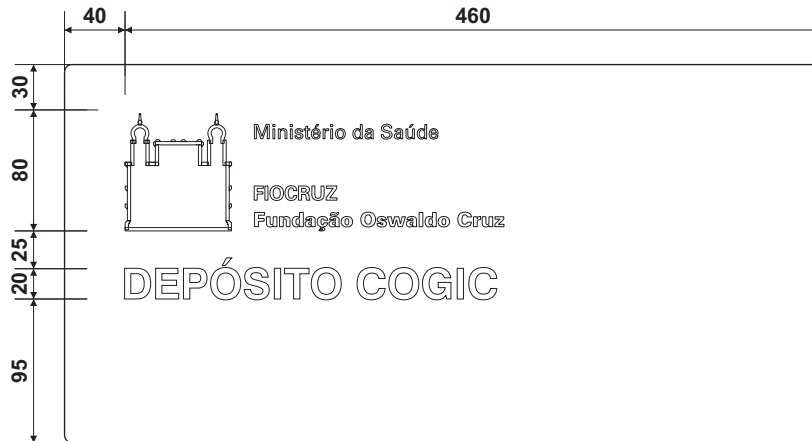 40 460
30
80
25
20
95
Ministério da Saúde
FIOCRUZ
Fundação Oswaldo Cruz
DEPÓSITO COGIC